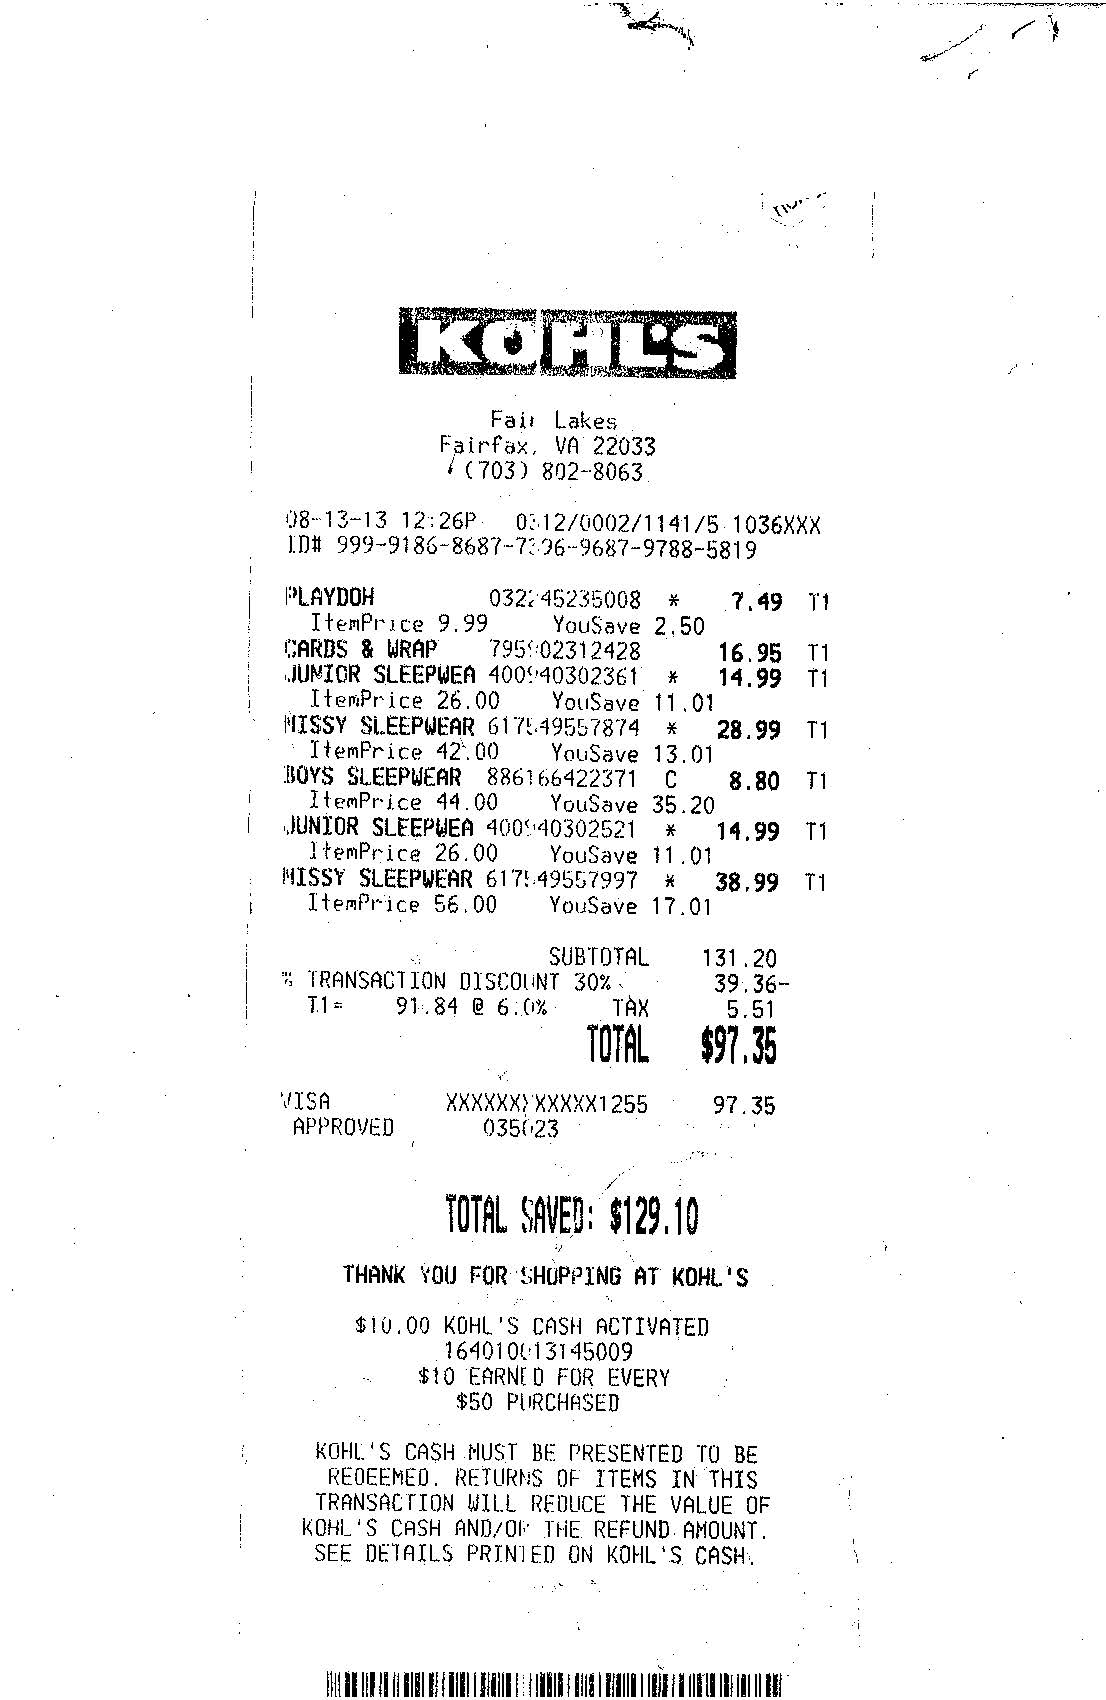 KOHL'S
Fair Lakes
Fairfax, VA 22033
(703) 802-8063
08-13-13 12:26P 0312/0002/1141/5 1036XXX
ID# 999-9186-8687-7396-9687-9788-5819
PLAYDOH * 7.49 T1
ItemPrice 9.99 YouSave 2.50
CARDS & WRAP 795902312428 16.95 T1
JUNIOR SLEEPWEA 400940302361 * 14.99 T1
ItemPrice 26.00 YouSave 11.01
MISSY SLEEPWEAR 617549557874 * 28.99 T1
ItemPrice 42.00 YouSave 13.01
BOYS SLEEPWEAR 886166422371 C 8.80 T1
ItemPrice 44.00 YouSave 35.20
JUNIOR SLEEPWEA 400940302521 * 14.99 T1
ItemPrice 26.00 YouSave 11.01
MISSY SLEEPWEAR 617549557997 * 38.99 T1
ItemPrice 56.00 YouSave 17.01
SUBTOTAL 131.20
% TRANSACTION DISCOUNT 30% 39.36-
T1= 91.84 @ 6.0% TAX 5.51
TOTAL $97.35
VISA XXXXXXXXXXXX1255 97.35
APPROVED 035023
TOTAL SAVED: $129.10
THANK YOU FOR SHOPPING AT KOHL'S
$10.00 KOHL'S CASH ACTIVATED
164010013145009
$10 EARNED FOR EVERY
$50 PURCHASED
KOHL'S CASH MUST BE PRESENTED TO BE
REDEEMED. RETURNS OF ITEMS IN THIS
TRANSACTION WILL REDUCE THE VALUE OF
KOHL'S CASH AND/OR THE REFUND AMOUNT.
SEE DETAILS PRINTED ON KOHL'S CASH.